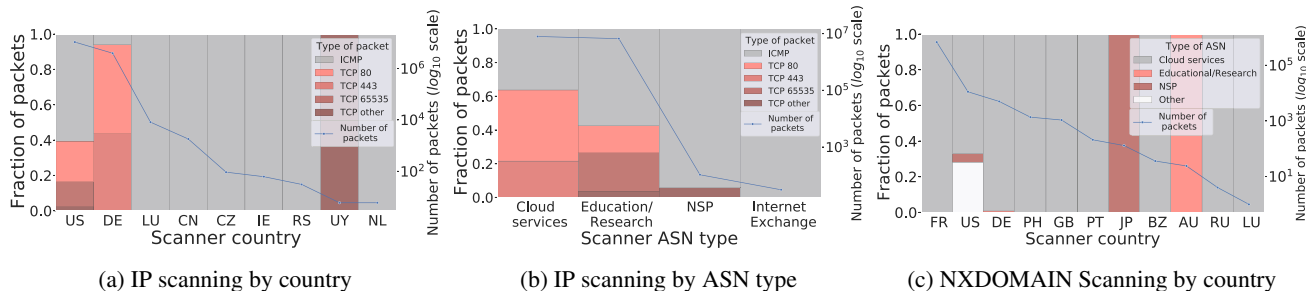 Fraction of packets
1.0
0.8
0.6
0.4
0.2
0.0
Type of packet
ICMP
TCP 80
TCP 443
TCP 65535
TCP other
Number of
packets
10^6
10^4
10^2
Number of packets (log10 scale)
US DE LU CN CZ IE RS UY NL
Scanner country
(a) IP scanning by country
Fraction of packets
1.0
0.8
0.6
0.4
0.2
0.0
Type of packet
ICMP
TCP 80
TCP 443
TCP 65535
TCP other
Number of
packets
10^7
10^5
10^3
Number of packets (log10 scale)
Cloud
services
Education/
Research
NSP
Internet
Exchange
Scanner ASN type
(b) IP scanning by ASN type
Fraction of packets
1.0
0.8
0.6
0.4
0.2
0.0
Type of ASN
Cloud services
Educational/Research
NSP
Other
Number of
packets
10^5
10^3
10^1
Number of packets (log10 scale)
FR US DE PH GB PT JP BZ AU RU LU
Scanner country
(c) NXDOMAIN Scanning by country